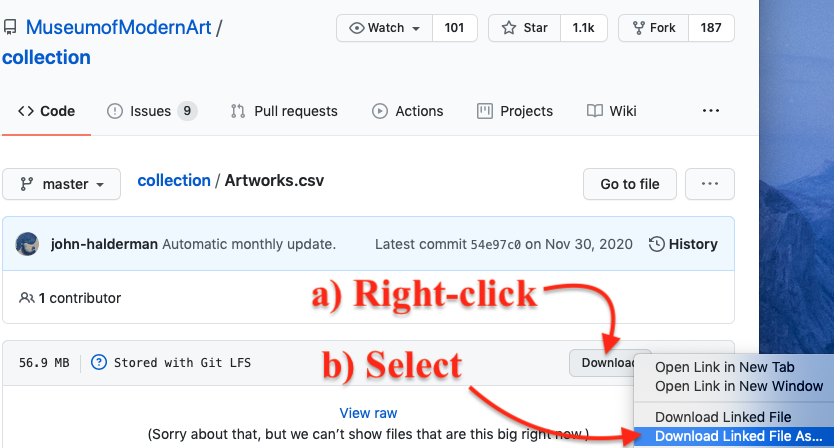 MuseumofModernArt /
collection
Watch 101 Star 1.1k Fork 187
Code Issues 9 Pull requests Actions Projects Wiki ...
master collection / Artworks.csv Go to file ...
john-halderman Automatic monthly update. Latest commit 54e97c0 on Nov 30, 2020 History
1 contributor
a) Right-click
56.9 MB ? Stored with Git LFS Download
b) Select
Open Link in New Tab
Open Link in New Window
View raw
Download Linked File
(Sorry about that, but we can't show files that are this big right now.)
Download Linked File As...